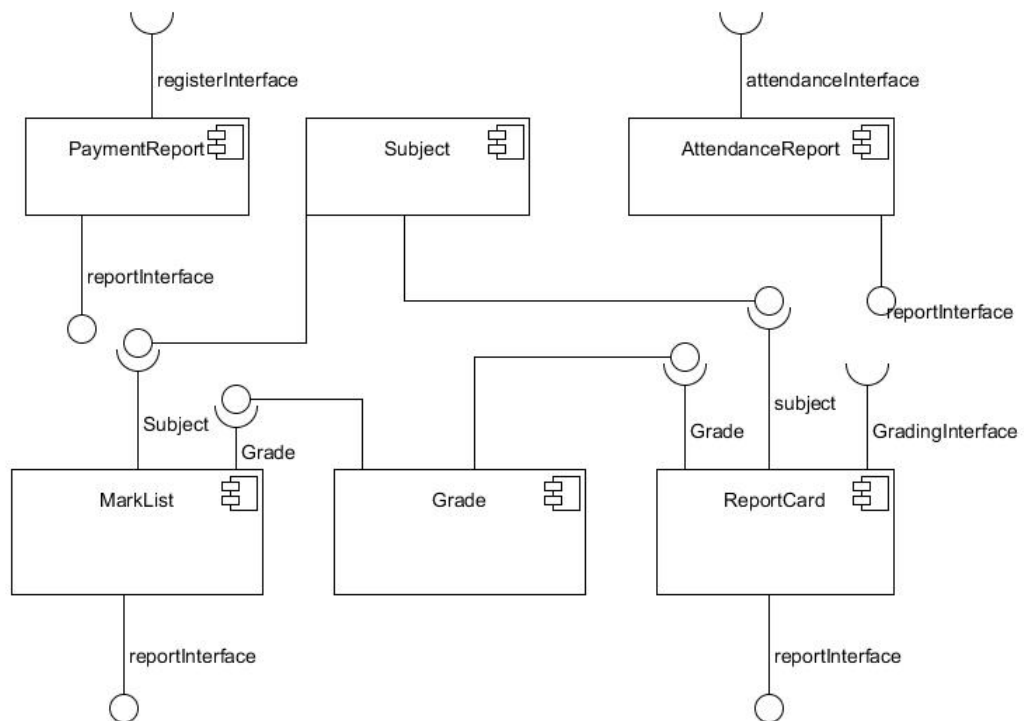 registerInterface
attendanceInterface
PaymentReport
Subject
AttendanceReport
reportInterface
reportInterface
subject
Subject
Grade
GradingInterface
Grade
MarkList
Grade
ReportCard
reportInterface
reportInterface